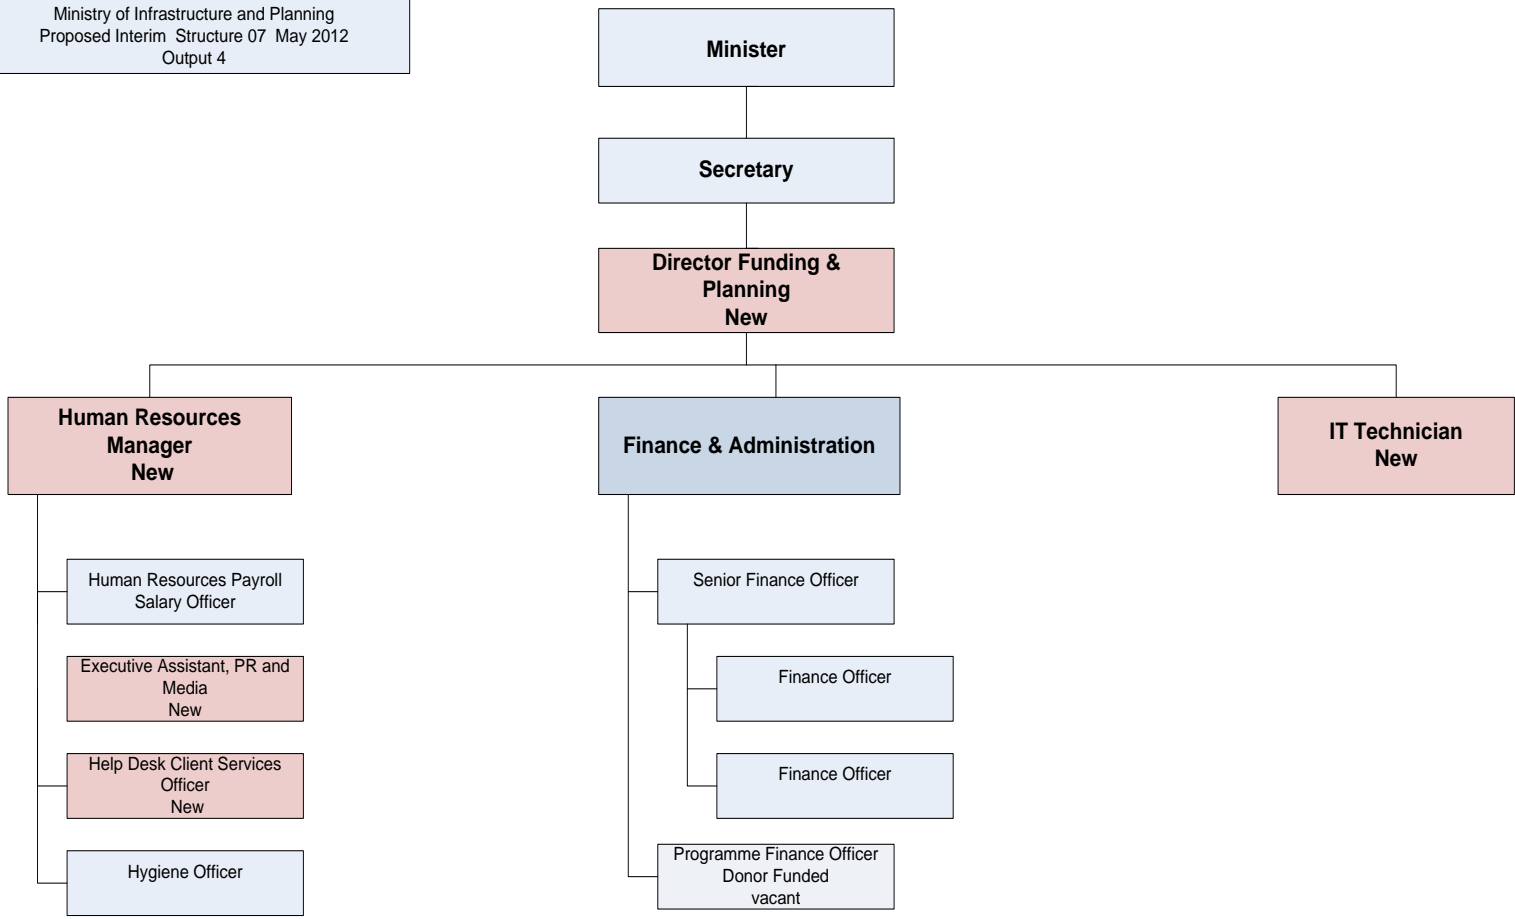 Ministry of Infrastructure and Planning
Proposed Interim Structure 07 May 2012
Output 4
Minister
Secretary
Director Funding &
Planning
New
Human Resources
Manager
New
Finance & Administration
IT Technician
New
Human Resources Payroll
Salary Officer
Executive Assistant, PR and
Media
New
Help Desk Client Services
Officer
New
Hygiene Officer
Senior Finance Officer
Finance Officer
Finance Officer
Programme Finance Officer
Donor Funded
vacant